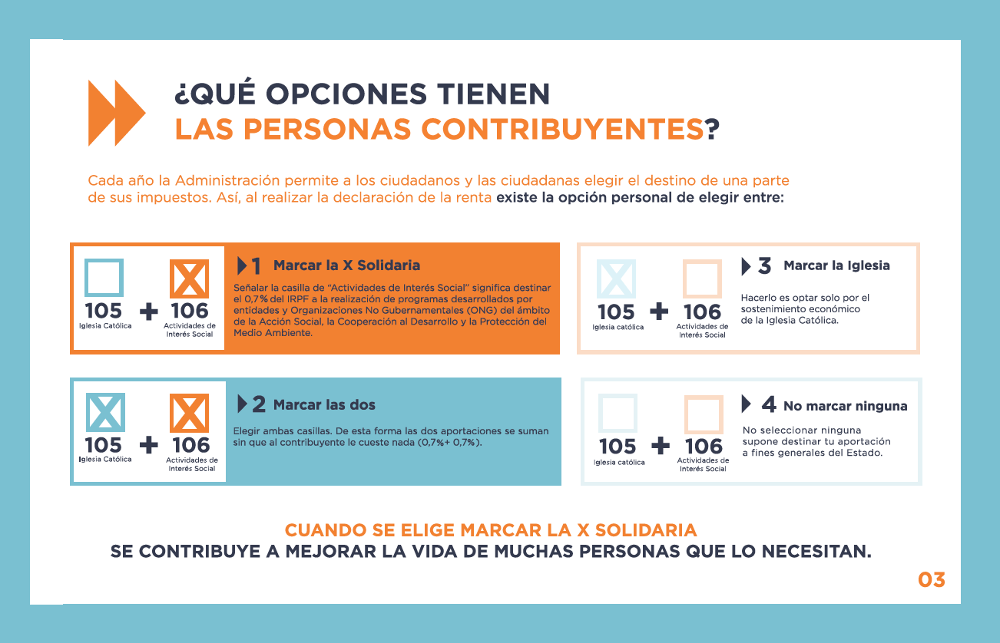 ¿QUÉ OPCIONES TIENEN
LAS PERSONAS CONTRIBUYENTES?
Cada año la Administración permite a los ciudadanos y las ciudadanas elegir el destino de una parte
de sus impuestos. Así, al realizar la declaración de la renta existe la opción personal de elegir entre:
X
105 + 106
Iglesia Católica
Actividades de
Interés Social
1 Marcar la X Solidaria
Señalar la casilla de “Actividades de Interés Social” significa destinar
el 0,7% del IRPF a la realización de programas desarrollados por
entidades y Organizaciones No Gubernamentales (ONG) del ámbito
de la Acción Social, la Cooperación al Desarrollo y la Protección del
Medio Ambiente.
X X
105 + 106
Iglesia Católica
Actividades de
Interés Social
2 Marcar las dos
Elegir ambas casillas. De esta forma las dos aportaciones se suman
sin que al contribuyente le cueste nada (0,7%+ 0,7%).
X
105 + 106
Iglesia católica
Actividades de
Interés Social
3 Marcar la Iglesia
Hacerlo es optar solo por el
sostenimiento económico
de la Iglesia Católica.
105 + 106
Iglesia católica
Actividades de
Interés Social
4 No marcar ninguna
No seleccionar ninguna
supone destinar tu aportación
a fines generales del Estado.
CUANDO SE ELIGE MARCAR LA X SOLIDARIA
SE CONTRIBUYE A MEJORAR LA VIDA DE MUCHAS PERSONAS QUE LO NECESITAN.
03